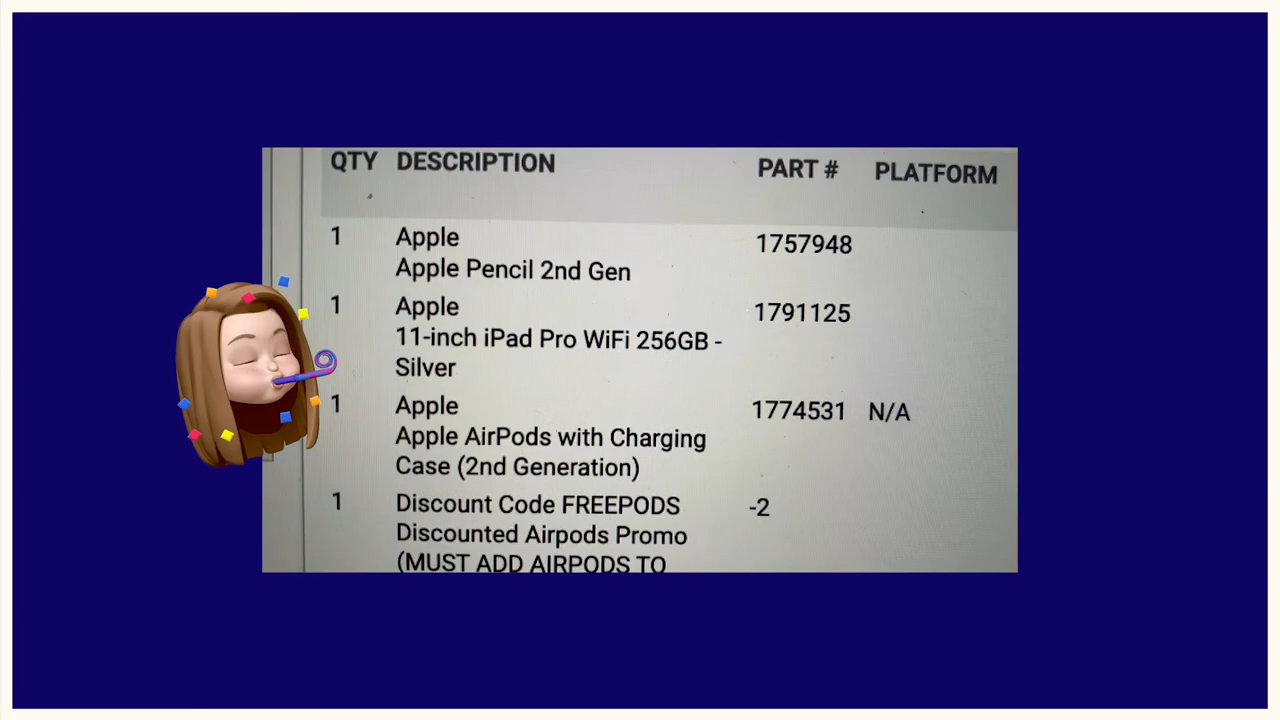 QTY DESCRIPTION PART # PLATFORM
1 Apple 1757948
Apple Pencil 2nd Gen
1 Apple 1791125
11-inch iPad Pro WiFi 256GB -
Silver
1 Apple 1774531 N/A
Apple AirPods with Charging
Case (2nd Generation)
1 Discount Code FREEPODS -2
Discounted Airpods Promo
(MUST ADD AIRPODS TO